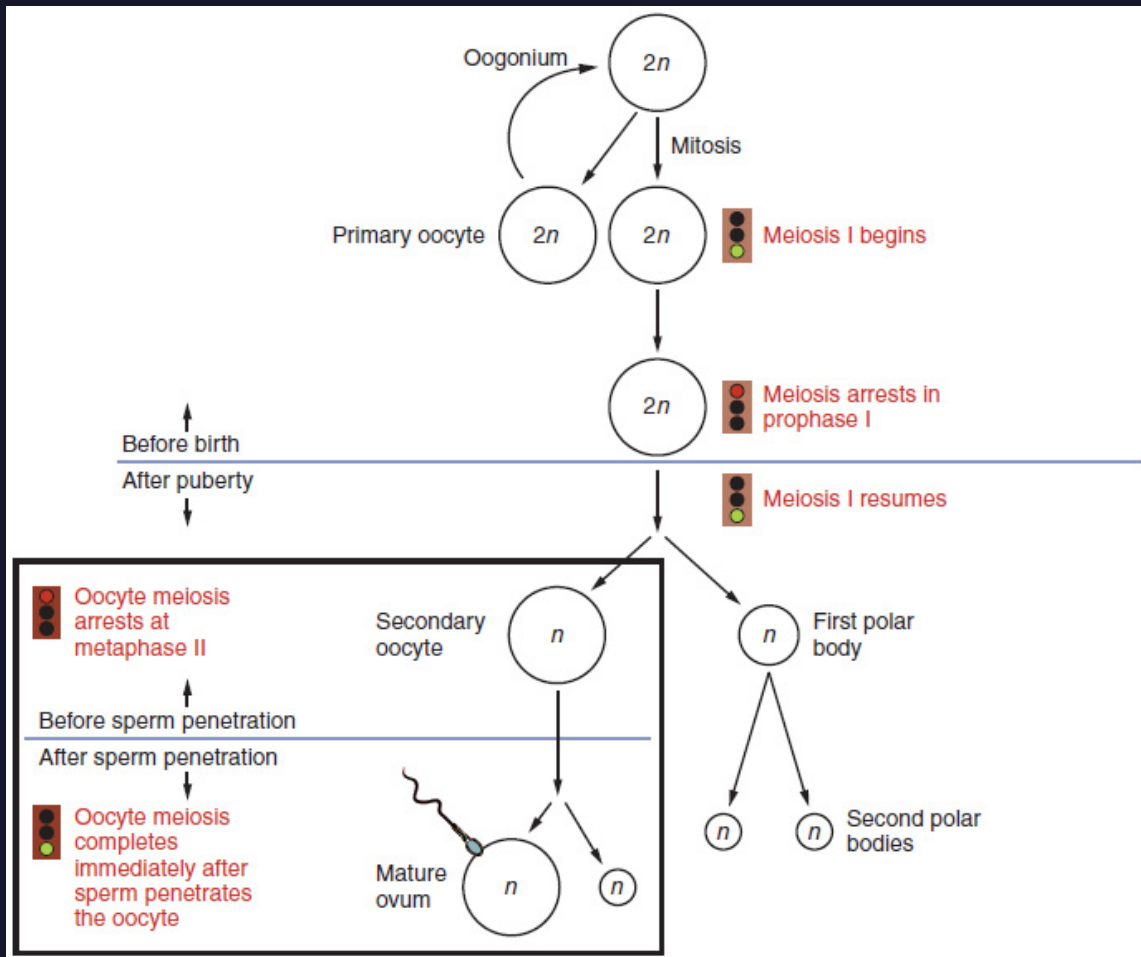 Oogonium
2n
Mitosis
Primary oocyte
2n
2n
Meiosis I begins
2n
Meiosis arrests in
prophase I
Before birth
After puberty
Meiosis I resumes
Oocyte meiosis
arrests at
metaphase II
Secondary
oocyte
n
n
First polar
body
Before sperm penetration
After sperm penetration
Oocyte meiosis
completes
immediately after
sperm penetrates
the oocyte
Mature
ovum
n
n
n
n
Second polar
bodies